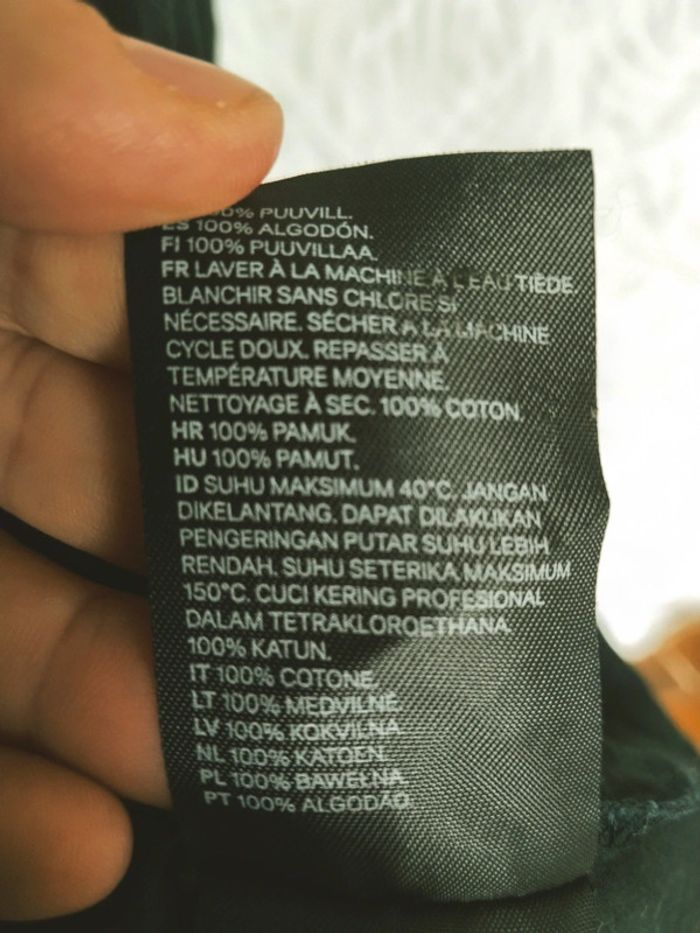 0% PUUVILL.
ES 100% ALGODÓN.
FI 100% PUUVILLAA.
FR LAVER À LA MACHINE À L'EAU TIÈDE.
BLANCHIR SANS CHLORE SI
NÉCESSAIRE. SÉCHER À LA MACHINE
CYCLE DOUX. REPASSER À
TEMPÉRATURE MOYENNE.
NETTOYAGE À SEC. 100% COTON.
HR 100% PAMUK.
HU 100% PAMUT.
ID SUHU MAKSIMUM 40°C. JANGAN
DIKELANTANG. DAPAT DILAKUKAN
PENGERINGAN PUTAR SUHU LEBIH
RENDAH. SUHU SETERIKA MAKSIMUM
150°C. CUCI KERING PROFESIONAL
DALAM TETRAKLOROETHANA.
100% KATUN.
IT 100% COTONE.
LT 100% MEDVILNĖ.
LV 100% KOKVILNA.
NL 100% KATOEN.
PL 100% BAWEŁNA.
PT 100% ALGODÃO.